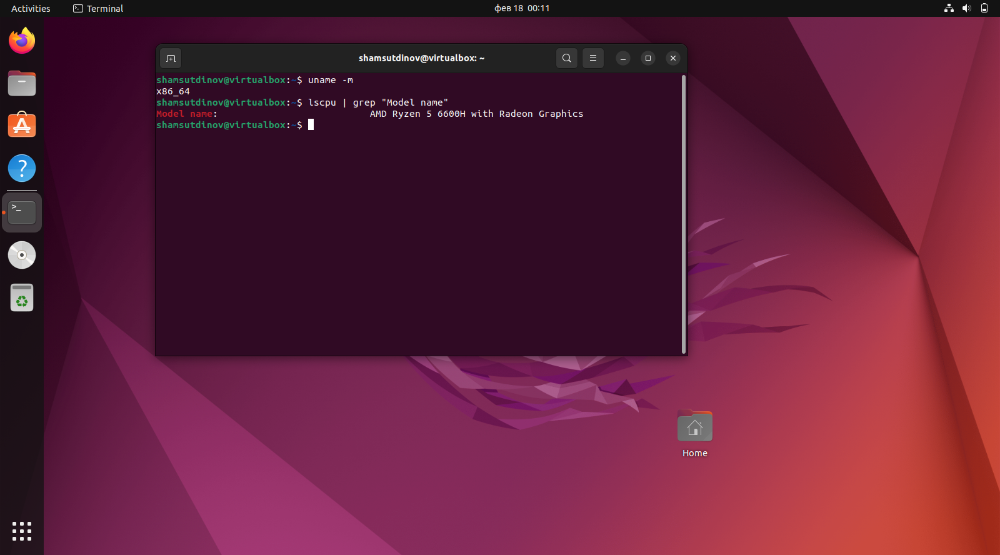 Activities
Terminal
фев 18 00:11
shamsutdinov@virtualbox: ~
shamsutdinov@virtualbox:~$ uname -m
x86_64
shamsutdinov@virtualbox:~$ lscpu | grep "Model name"
Model name: AMD Ryzen 5 6600H with Radeon Graphics
shamsutdinov@virtualbox:~$
Home